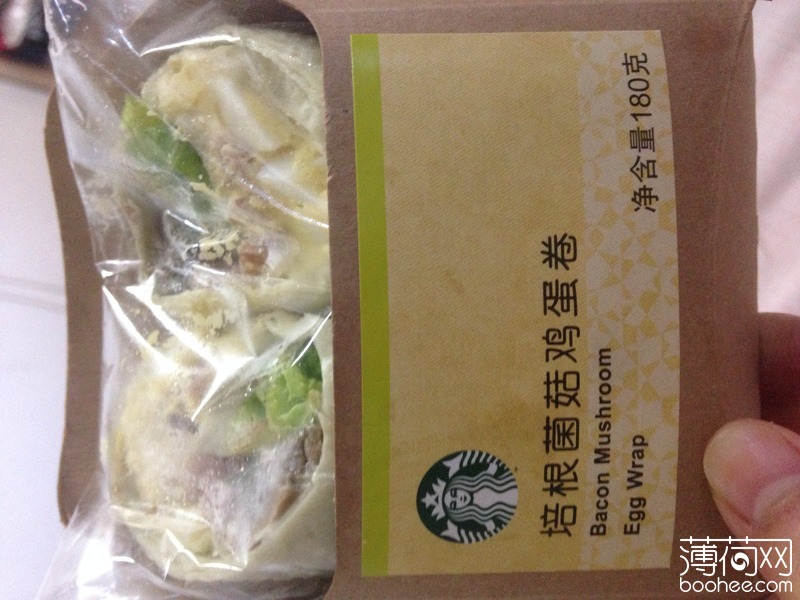 培根菌菇鸡蛋卷
Bacon Mushroom
Egg Wrap
净含量180克
薄荷网
boohee.com